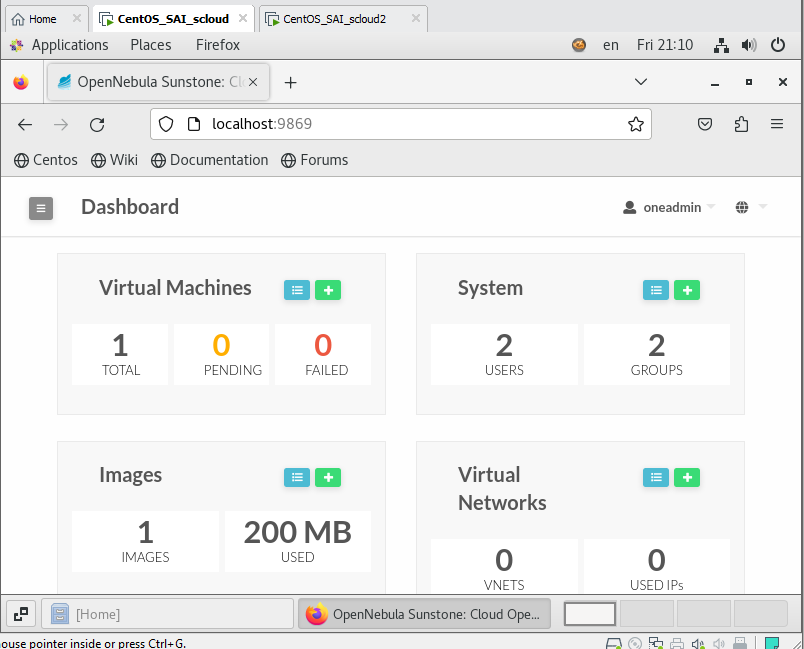 Home CentOS_SAI_scloud CentOS_SAI_scloud2
Applications Places Firefox en Fri 21:10
OpenNebula Sunstone: Cl
localhost:9869
Centos Wiki Documentation Forums
Dashboard oneadmin
Virtual Machines System
1 0 0 2 2
TOTAL PENDING FAILED USERS GROUPS
Images Virtual
Networks
1 200 MB
IMAGES USED
0 0
VNETS USED IPs
[Home] OpenNebula Sunstone: Cloud Ope...
ouse pointer inside or press Ctrl+G.